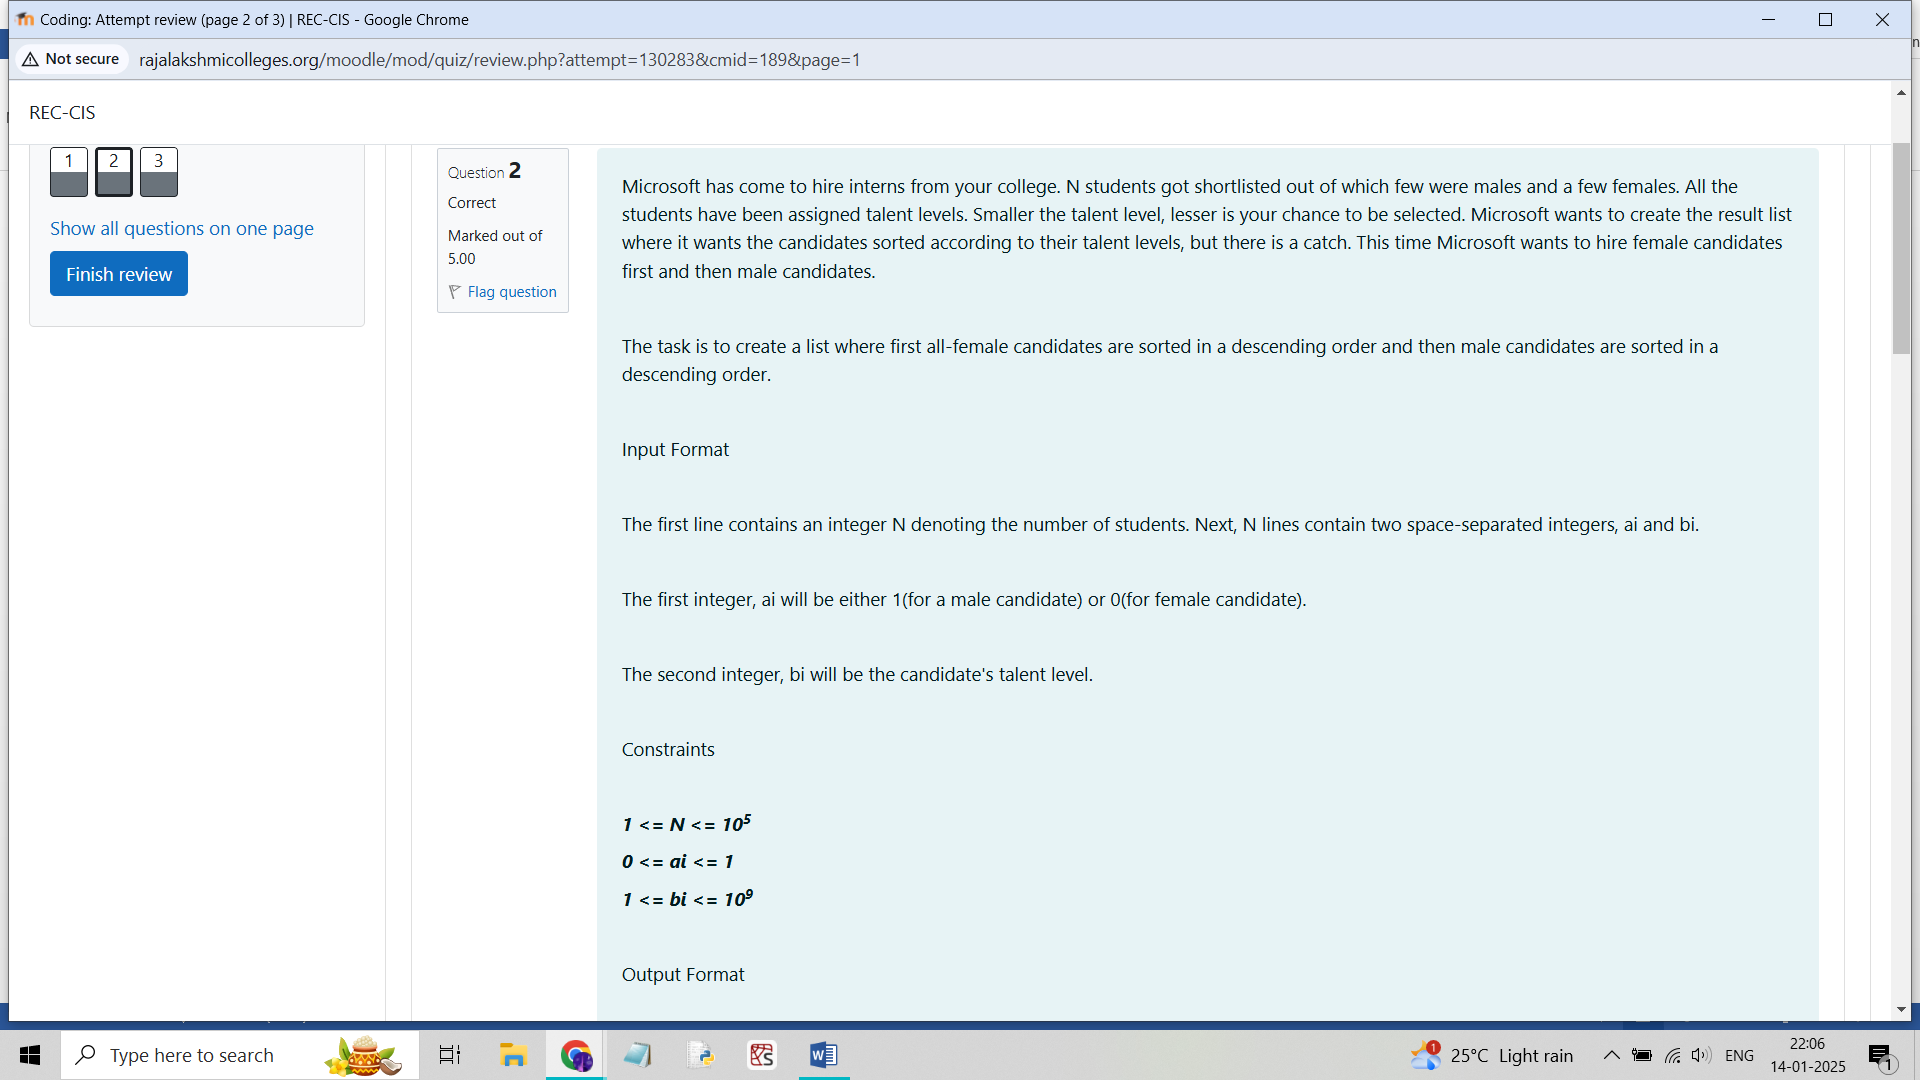 Coding: Attempt review (page 2 of 3) | REC-CIS - Google Chrome
Not secure rajalakshmicolleges.org/moodle/mod/quiz/review.php?attempt=130283&cmid=189&page=1
REC-CIS
1 2 3
Show all questions on one page
Finish review
Question 2
Correct
Marked out of
5.00
Flag question
Microsoft has come to hire interns from your college. N students got shortlisted out of which few were males and a few females. All the
students have been assigned talent levels. Smaller the talent level, lesser is your chance to be selected. Microsoft wants to create the result list
where it wants the candidates sorted according to their talent levels, but there is a catch. This time Microsoft wants to hire female candidates
first and then male candidates.
The task is to create a list where first all-female candidates are sorted in a descending order and then male candidates are sorted in a
descending order.
Input Format
The first line contains an integer N denoting the number of students. Next, N lines contain two space-separated integers, ai and bi.
The first integer, ai will be either 1(for a male candidate) or 0(for female candidate).
The second integer, bi will be the candidate's talent level.
Constraints
1 <= N <= 10⁵
0 <= ai <= 1
1 <= bi <= 10⁹
Output Format
Type here to search
1
25°C Light rain
ENG
22:06
14-01-2025
1